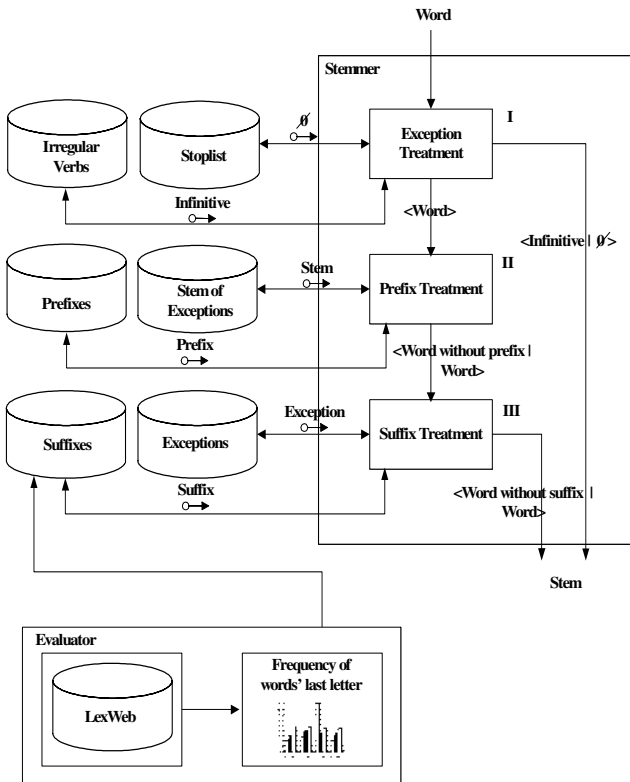 Word
Stemmer
I
Ø
Irregular
Verbs
Stoplist
Exception
Treatment
Infinitive
<Word>
<Infinitive | Ø>
II
Stem
Prefixes
Stem of
Exceptions
Prefix Treatment
Prefix
<Word without prefix |
Word>
III
Exception
Suffixes
Exceptions
Suffix Treatment
Suffix
<Word without suffix |
Word>
Stem
Evaluator
LexWeb
Frequency of
words' last letter